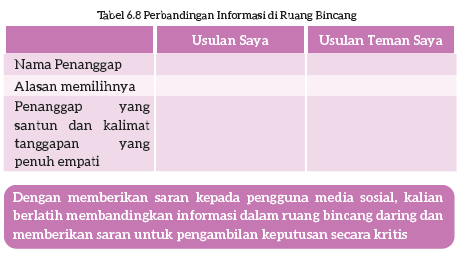 Tabel 6.8 Perbandingan Informasi di Ruang Bincang
Usulan Saya Usulan Teman Saya
Nama Penanggap
Alasan memilihnya
Penanggap yang
santun dan kalimat
tanggapan yang
penuh empati
Dengan memberikan saran kepada pengguna media sosial, kalian
berlatih membandingkan informasi dalam ruang bincang daring dan
memberikan saran untuk pengambilan keputusan secara kritis